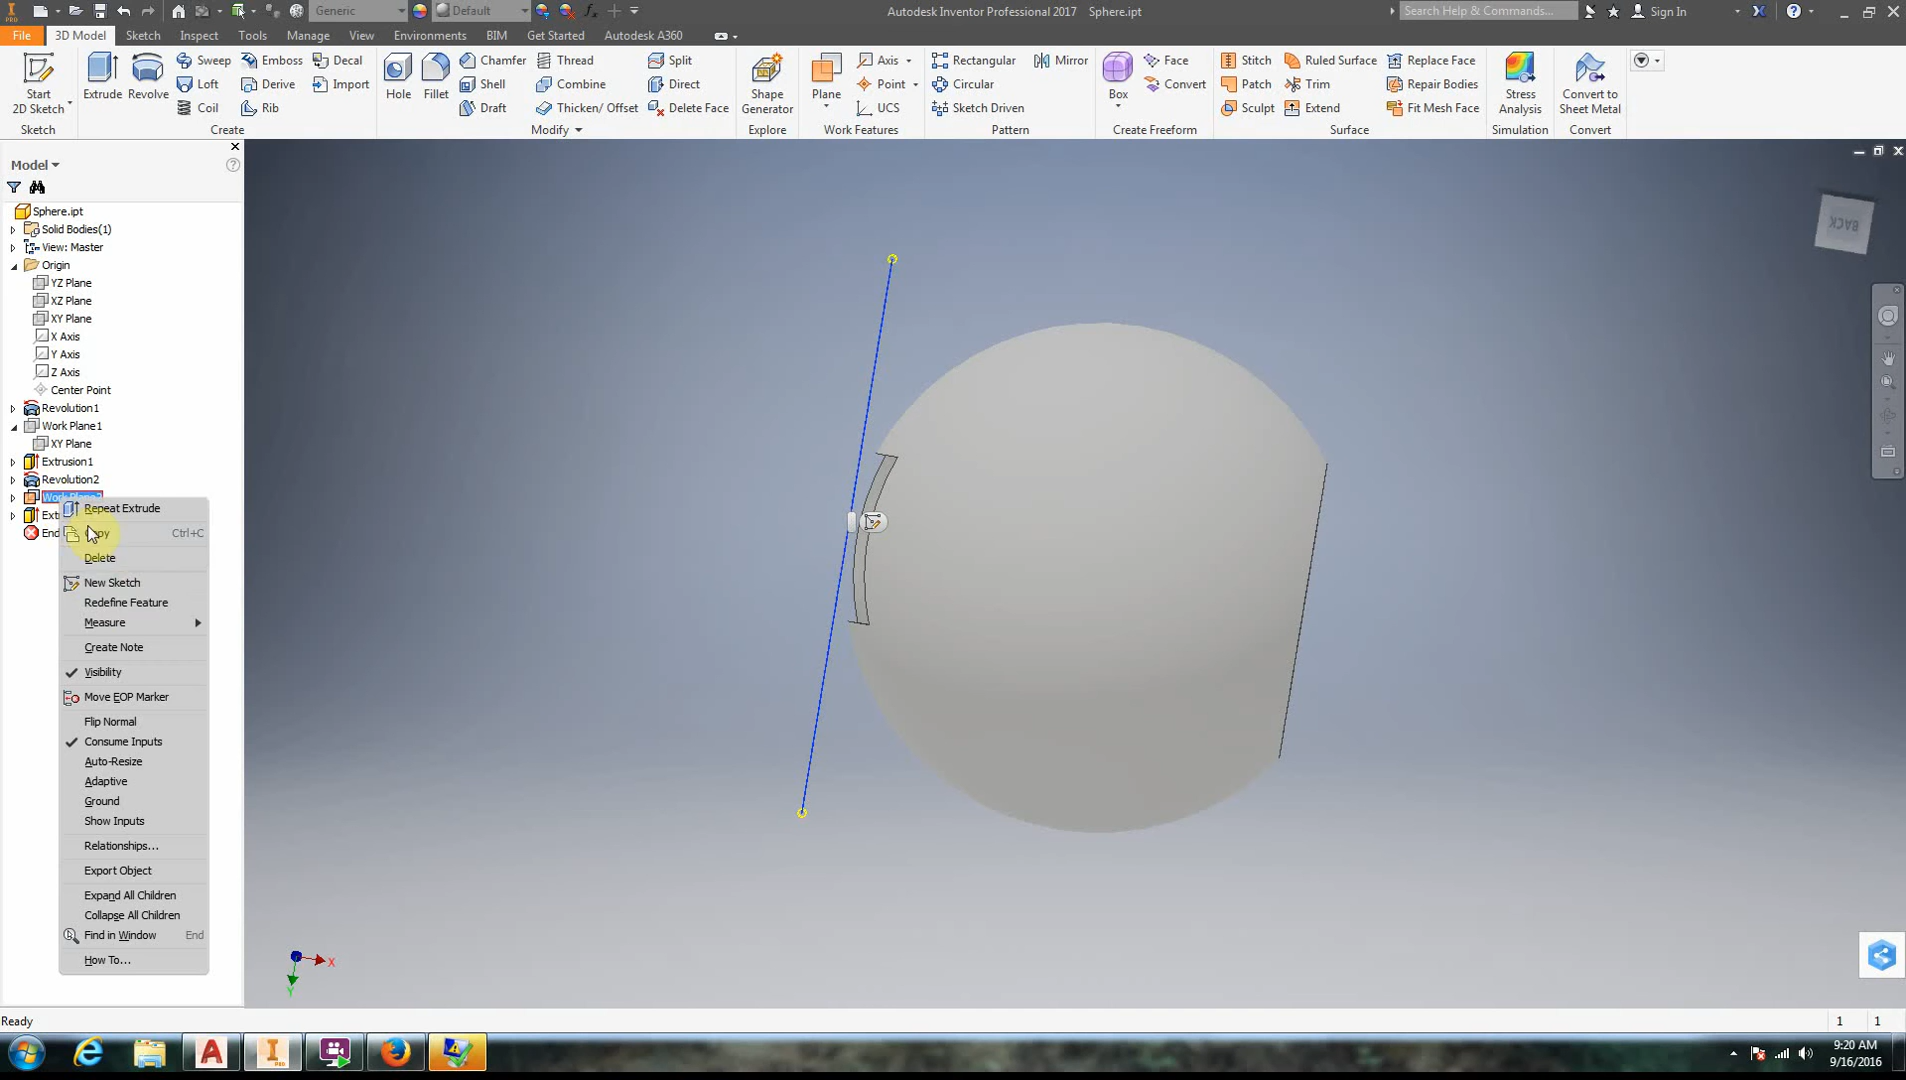 Generic
Default
Autodesk Inventor Professional 2017 Sphere.ipt
Search Help & Commands...
Sign In
PRO
File
3D Model
Sketch
Inspect
Tools
Manage
View
Environments
BIM
Get Started
Autodesk A360
Start
2D Sketch
Extrude
Revolve
Sweep
Loft
Coil
Emboss
Derive
Rib
Decal
Import
Hole
Fillet
Chamfer
Shell
Draft
Thread
Combine
Thicken/ Offset
Split
Direct
Delete Face
Shape
Generator
Plane
Axis
Point
UCS
Rectangular
Circular
Sketch Driven
Mirror
Box
Face
Convert
Stitch
Patch
Sculpt
Ruled Surface
Trim
Extend
Replace Face
Repair Bodies
Fit Mesh Face
Stress
Analysis
Convert to
Sheet Metal
Sketch
Create
Modify
Explore
Work Features
Pattern
Create Freeform
Surface
Simulation
Convert
Model
Sphere.ipt
Solid Bodies(1)
View: Master
Origin
YZ Plane
XZ Plane
XY Plane
X Axis
Y Axis
Z Axis
Center Point
Revolution1
Work Plane1
XY Plane
Extrusion1
Revolution2
Ext
End
Repeat Extrude
Copy Ctrl+C
Delete
New Sketch
Redefine Feature
Measure
Create Note
Visibility
Move EOP Marker
Flip Normal
Consume Inputs
Auto-Resize
Adaptive
Ground
Show Inputs
Relationships...
Export Object
Expand All Children
Collapse All Children
Find in Window End
How To...
BACK
X
Y
Ready
1 1
PRO
9:20 AM
9/16/2016